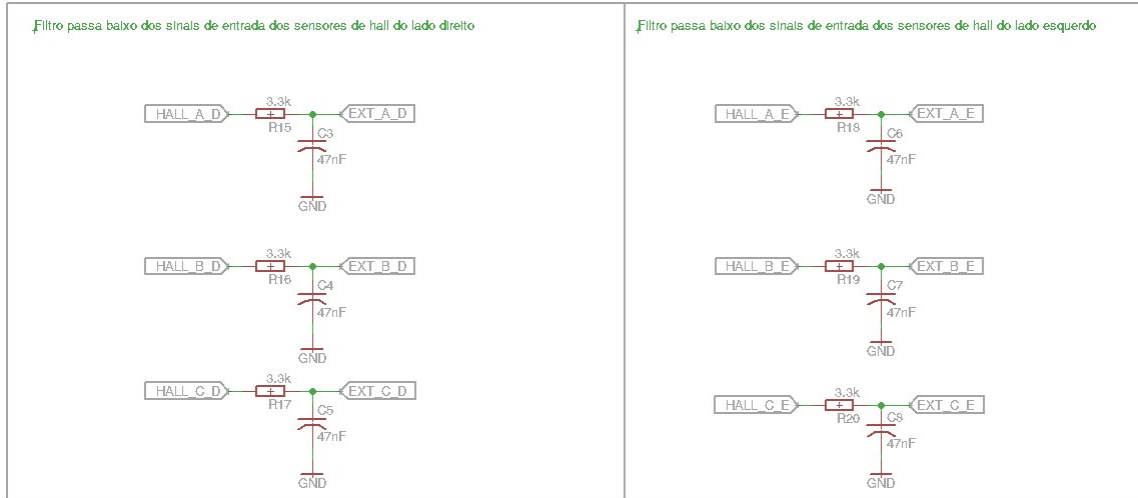 Filtro passa baixo dos sinais de entrada dos sensores de hall do lado direito
HALL_A_D
3.3k
R15
EXT_A_D
C3
47nF
GND
HALL_B_D
3.3k
R16
EXT_B_D
C4
47nF
GND
HALL_C_D
3.3k
R17
EXT_C_D
C5
47nF
GND
Filtro passa baixo dos sinais de entrada dos sensores de hall do lado esquerdo
HALL_A_E
3.3k
R18
EXT_A_E
C6
47nF
GND
HALL_B_E
3.3k
R19
EXT_B_E
C7
47nF
GND
HALL_C_E
3.3k
R20
EXT_C_E
C8
47nF
GND